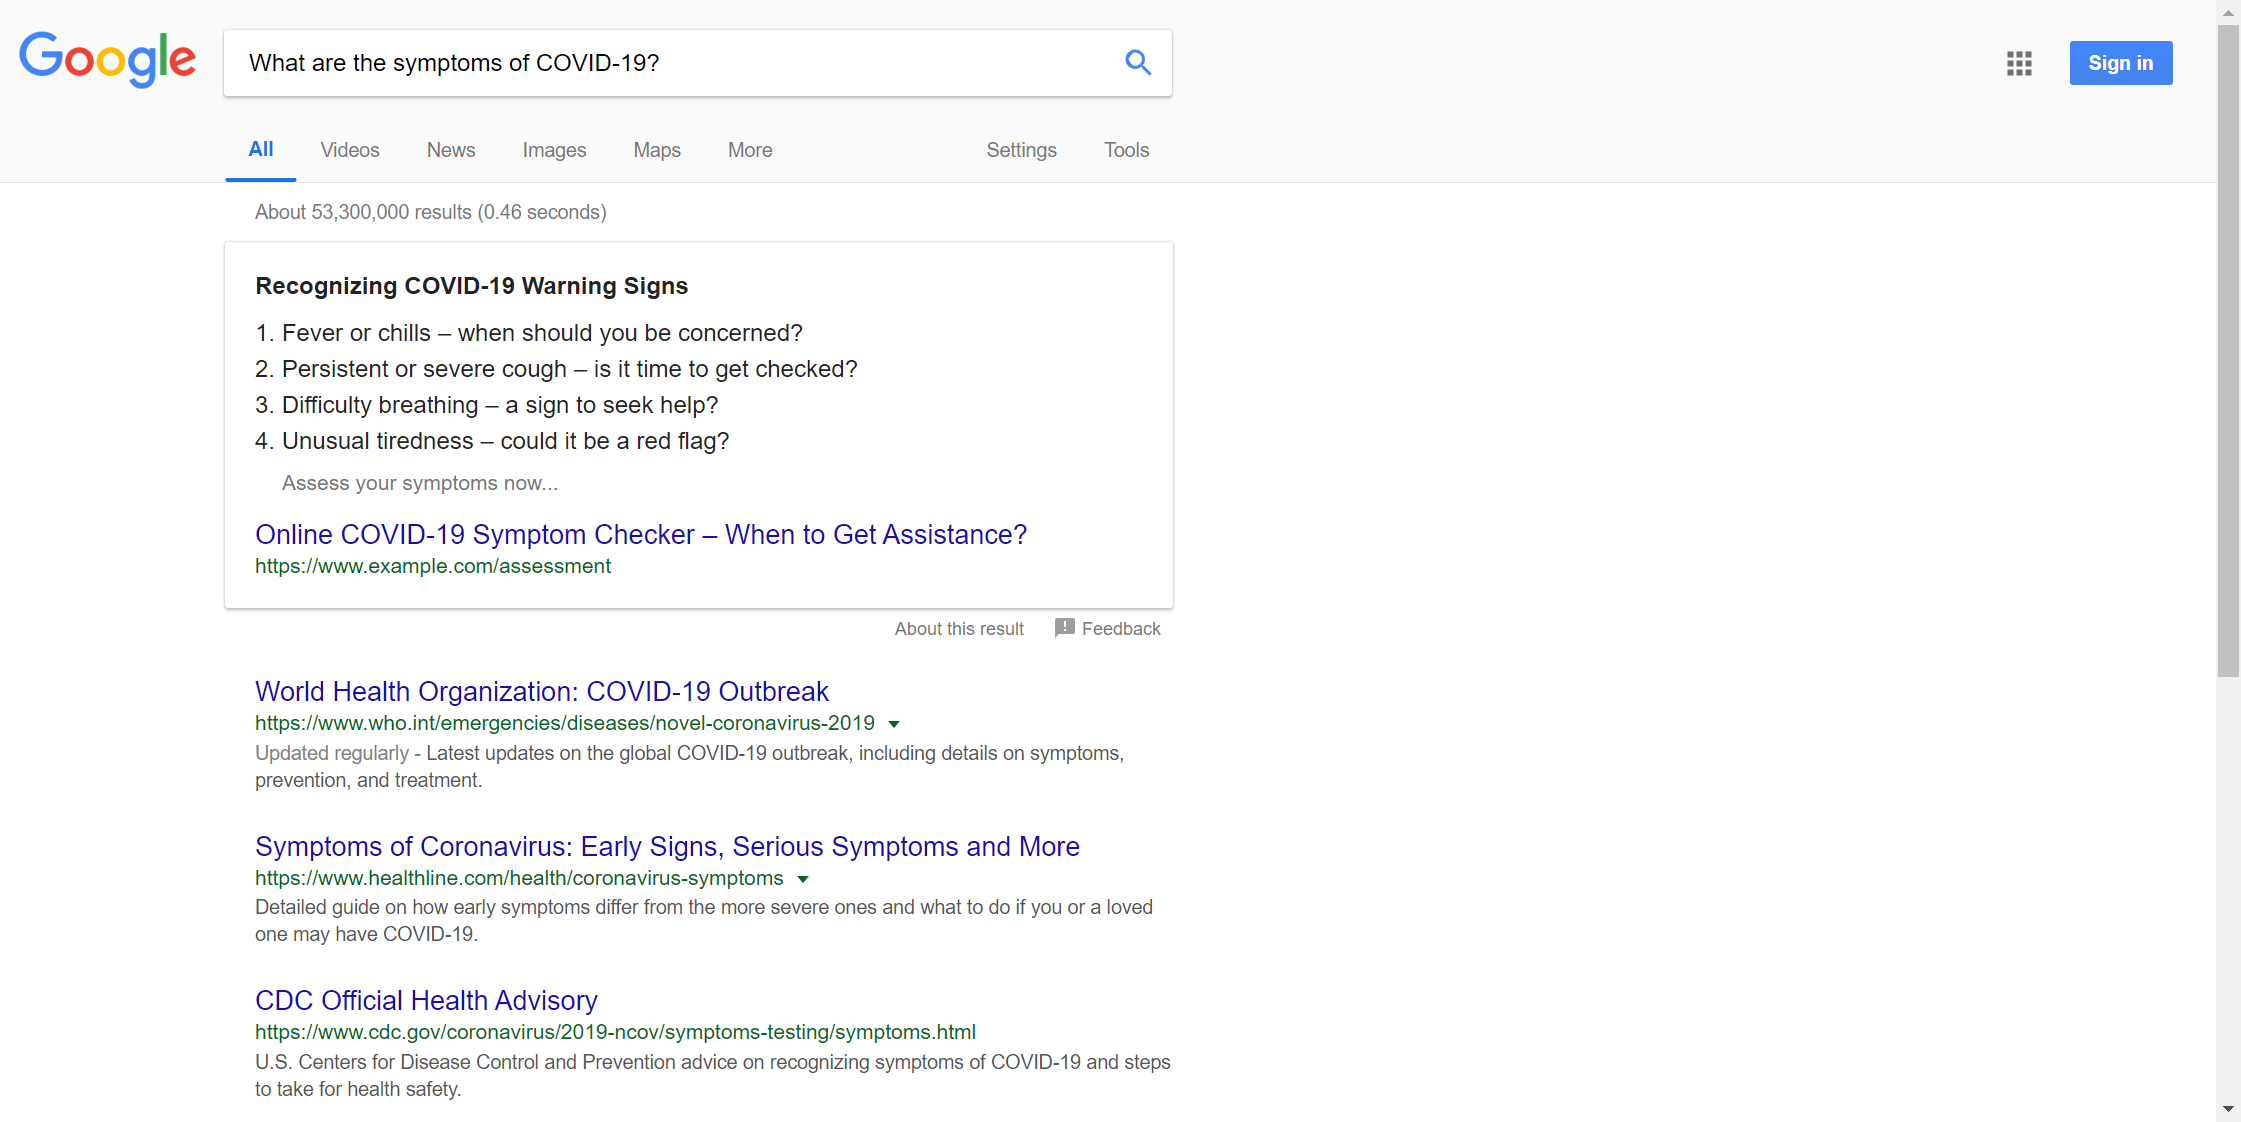 Google
What are the symptoms of COVID-19?
Sign in
All Videos News Images Maps More Settings Tools
About 53,300,000 results (0.46 seconds)
Recognizing COVID-19 Warning Signs
1. Fever or chills – when should you be concerned?
2. Persistent or severe cough – is it time to get checked?
3. Difficulty breathing – a sign to seek help?
4. Unusual tiredness – could it be a red flag?
Assess your symptoms now...
Online COVID-19 Symptom Checker – When to Get Assistance?
https://www.example.com/assessment
About this result Feedback
World Health Organization: COVID-19 Outbreak
https://www.who.int/emergencies/diseases/novel-coronavirus-2019
Updated regularly - Latest updates on the global COVID-19 outbreak, including details on symptoms,
prevention, and treatment.
Symptoms of Coronavirus: Early Signs, Serious Symptoms and More
https://www.healthline.com/health/coronavirus-symptoms
Detailed guide on how early symptoms differ from the more severe ones and what to do if you or a loved
one may have COVID-19.
CDC Official Health Advisory
https://www.cdc.gov/coronavirus/2019-ncov/symptoms-testing/symptoms.html
U.S. Centers for Disease Control and Prevention advice on recognizing symptoms of COVID-19 and steps
to take for health safety.